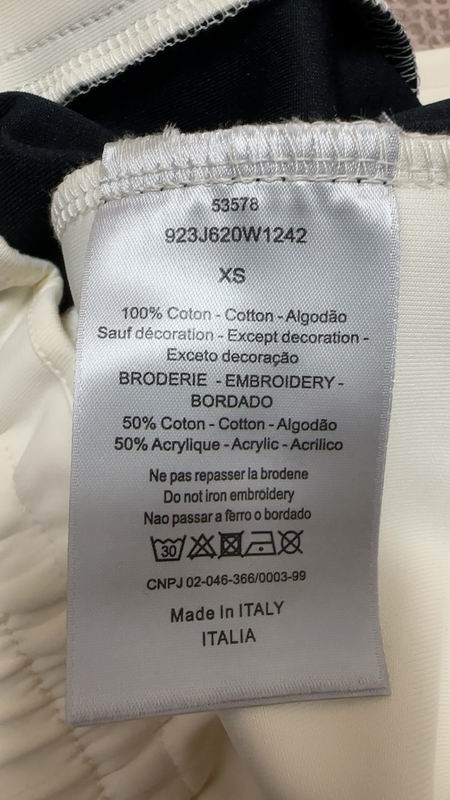 53578
923J620W1242
XS
100% Coton - Cotton - Algodão
Sauf décoration - Except decoration -
Exceto decoração
BRODERIE - EMBROIDERY -
BORDADO
50% Coton - Cotton - Algodão
50% Acrylique - Acrylic - Acrilico
Ne pas repasser la brodene
Do not iron embroidery
Nao passar a ferro o bordado
30
CNPJ 02-046-366/0003-99
Made In ITALY
ITALIA